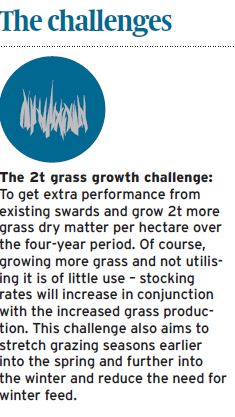 The challenges
The 2t grass growth challenge:
To get extra performance from
existing swards and grow 2t more
grass dry matter per hectare over
the four-year period. Of course,
growing more grass and not utilis-
ing it is of little use – stocking
rates will increase in conjunction
with the increased grass produc-
tion. This challenge also aims to
stretch grazing seasons earlier
into the spring and further into
the winter and reduce the need for
winter feed.